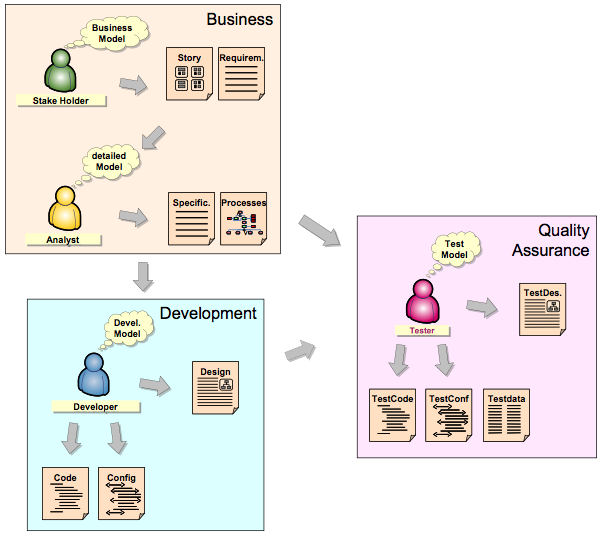 Business
Business
Model
Stake Holder
Story
Requirem.
detailed
Model
Analyst
Specific.
Processes
Quality
Assurance
Test
Model
Tester
TestDes.
TestCode
TestConf
Testdata
Development
Devel.
Model
Developer
Design
Code
Config